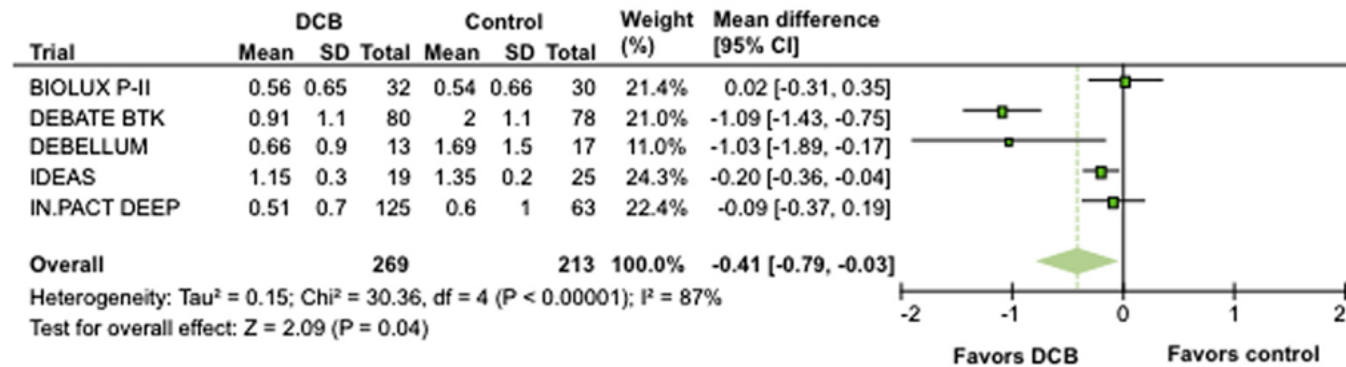 DCB Control Weight Mean difference
Trial Mean SD Total Mean SD Total (%) [95% CI]
BIOLUX P-II 0.56 0.65 32 0.54 0.66 30 21.4% 0.02 [-0.31, 0.35]
DEBATE BTK 0.91 1.1 80 2 1.1 78 21.0% -1.09 [-1.43, -0.75]
DEBELLUM 0.66 0.9 13 1.69 1.5 17 11.0% -1.03 [-1.89, -0.17]
IDEAS 1.15 0.3 19 1.35 0.2 25 24.3% -0.20 [-0.36, -0.04]
IN.PACT DEEP 0.51 0.7 125 0.6 1 63 22.4% -0.09 [-0.37, 0.19]
Overall 269 213 100.0% -0.41 [-0.79, -0.03]
Heterogeneity: Tau² = 0.15; Chi² = 30.36, df = 4 (P < 0.00001); I² = 87%
Test for overall effect: Z = 2.09 (P = 0.04)
-2 -1 0 1 2
Favors DCB Favors control